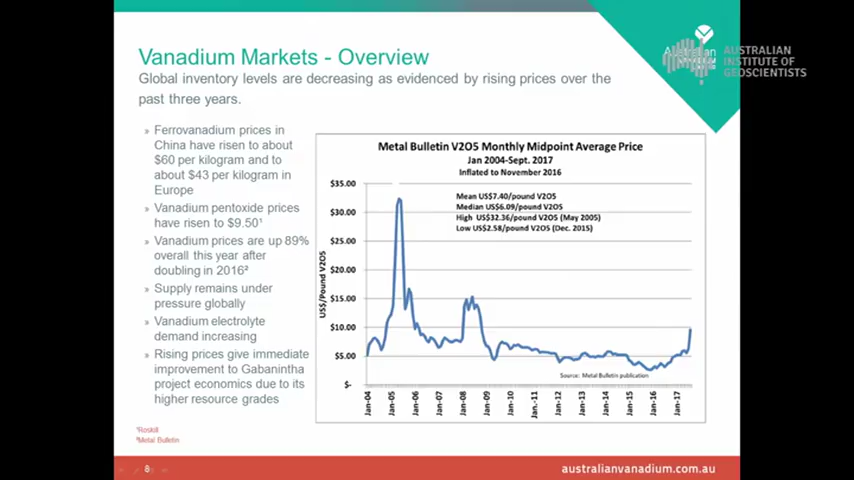 Vanadium Markets - Overview
Global inventory levels are decreasing as evidenced by rising prices over the
past three years.
AUSTRALIAN
INSTITUTE OF
GEOSCIENTISTS
» Ferrovanadium prices in
China have risen to about
$60 per kilogram and to
about $43 per kilogram in
Europe
» Vanadium pentoxide prices
have risen to $9.50¹
» Vanadium prices are up 89%
overall this year after
doubling in 2016²
» Supply remains under
pressure globally
» Vanadium electrolyte
demand increasing
» Rising prices give immediate
improvement to Gabanintha
project economics due to its
higher resource grades
Metal Bulletin V2O5 Monthly Midpoint Average Price
Jan 2004-Sept. 2017
Inflated to November 2016
Mean US$7.40/pound V2O5
Median US$6.09/pound V2O5
High US$32.36/pound V2O5 (May 2005)
Low US$2.58/pound V2O5 (Dec. 2015)
US$/Pound V2O5
$35.00
$30.00
$25.00
$20.00
$15.00
$10.00
$5.00
$-
Source: Metal Bulletin publication
Jan-04
Jan-05
Jan-06
Jan-07
Jan-08
Jan-09
Jan-10
Jan.-11
Jan-12
Jan-13
Jan-14
Jan-15
Jan-16
Jan-17
¹Roskill
²Metal Bulletin
8
australianvanadium.com.au